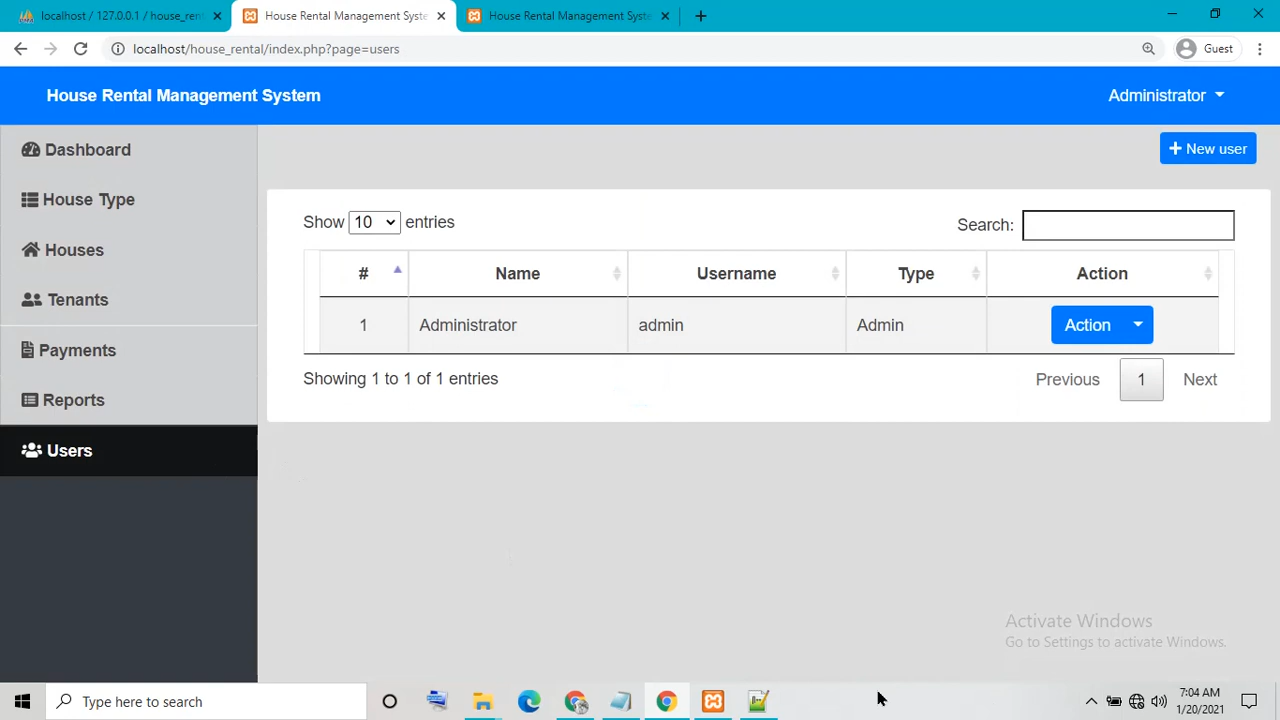 localhost / 127.0.0.1 / house_rent
House Rental Management Syste
House Rental Management Syste
localhost/house_rental/index.php?page=users
Guest
House Rental Management System
Administrator
Dashboard
House Type
Houses
Tenants
Payments
Reports
Users
New user
Show 10 entries
Search:
# Name Username Type Action
1 Administrator admin Admin Action
Showing 1 to 1 of 1 entries
Previous 1 Next
Activate Windows
Go to Settings to activate Windows.
Type here to search
7:04 AM
1/20/2021